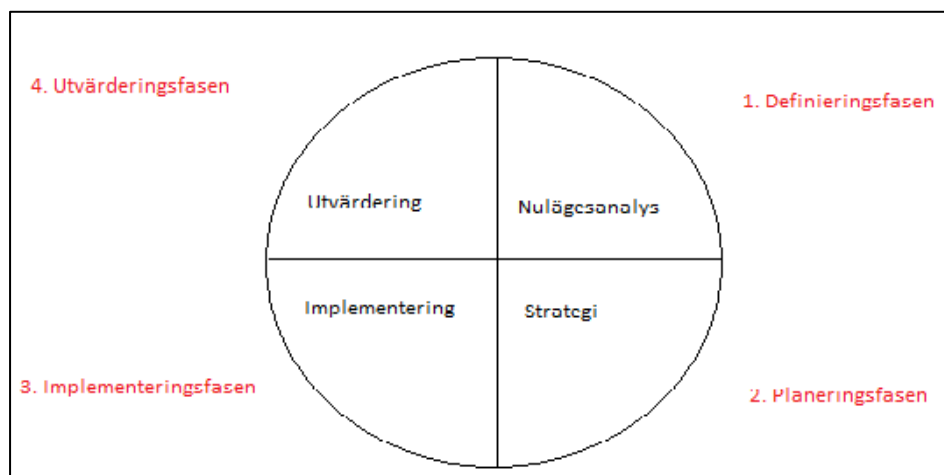 4. Utvärderingsfasen
1. Definieringsfasen
Utvärdering
Nulägesanalys
Implementering
Strategi
3. Implementeringsfasen
2. Planeringsfasen